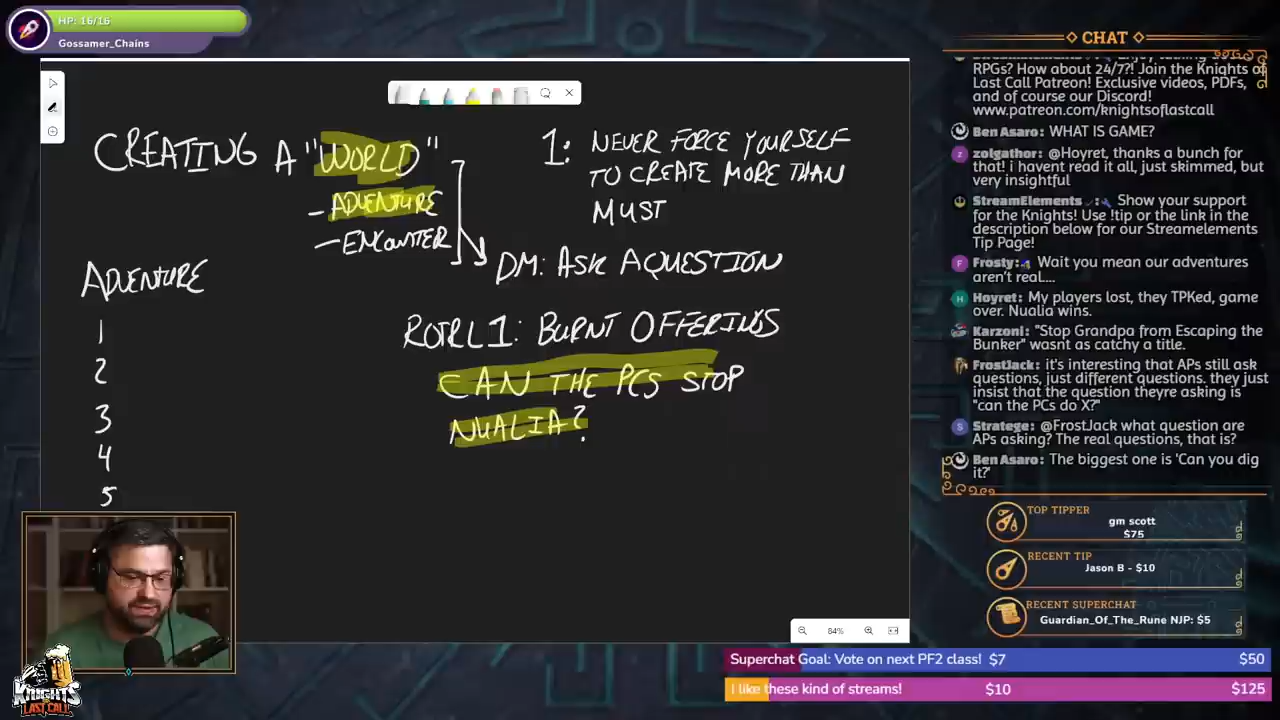 HP: 16/16
Gossamer_Chains
CREATING A "WORLD"
- ADVENTURE
- ENCOUNTER
1: NEVER FORCE YOURSELF
TO CREATE MORE THAN
MUST
DM: ASK A QUESTION
ADVENTURE
1
2
3
4
5
ROTRL 1: BURNT OFFERINGS
CAN THE PCS STOP
NUALIA?
84%
KNIGHTS
LAST CALL
CHAT
RPGs? How about 24/7?! Join the Knights of
Last Call Patreon! Exclusive videos, PDFs,
and of course our Discord!
www.patreon.com/knightsoflastcall
Ben Asaro: WHAT IS GAME?
zolgathor: @Hoyret, thanks a bunch for
that! i havent read it all, just skimmed, but
very insightful
StreamElements: Show your support
for the Knights! Use !tip or the link in the
description below for our Streamelements
Tip Page!
Frosty: Wait you mean our adventures
aren't real....
Hoyret: My players lost, they TPKed, game
over. Nualia wins.
Karzoni: "Stop Grandpa from Escaping the
Bunker" wasnt as catchy a title.
FrostJack: it's interesting that APs still ask
questions, just different questions. they just
insist that the question theyre asking is
"can the PCs do X?"
Stratege: @FrostJack what question are
APs asking? The real questions, that is?
Ben Asaro: The biggest one is 'Can you dig
it?'
TOP TIPPER
gm scott
$75
RECENT TIP
Jason B - $10
RECENT SUPERCHAT
Guardian_Of_The_Rune NJP: $5
Superchat Goal: Vote on next PF2 class! $7 $50
I like these kind of streams! $10 $125